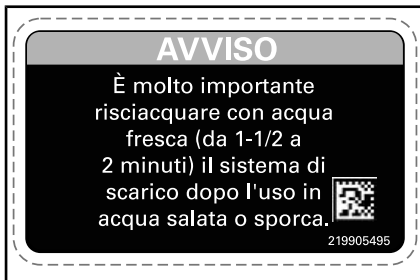 AVVISO
È molto importante
risciacquare con acqua
fresca (da 1-1/2 a
2 minuti) il sistema di
scarico dopo l'uso in
acqua salata o sporca.
219905495